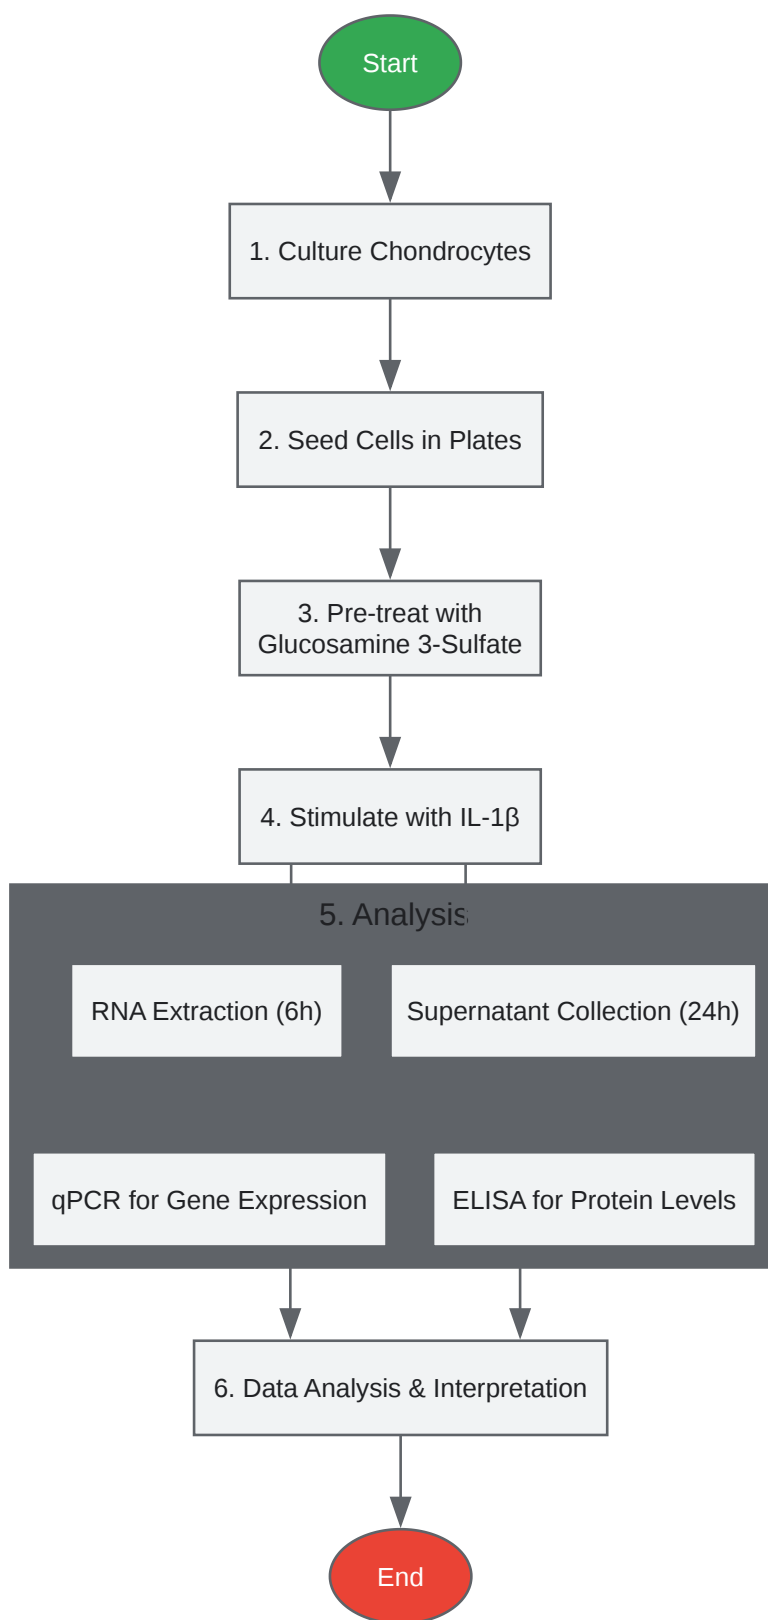 Start
1. Culture Chondrocytes
2. Seed Cells in Plates
3. Pre-treat with
Glucosamine 3-Sulfate
4. Stimulate with IL-1β
5. Analysis
RNA Extraction (6h)
Supernatant Collection (24h)
qPCR for Gene Expression
ELISA for Protein Levels
6. Data Analysis & Interpretation
End